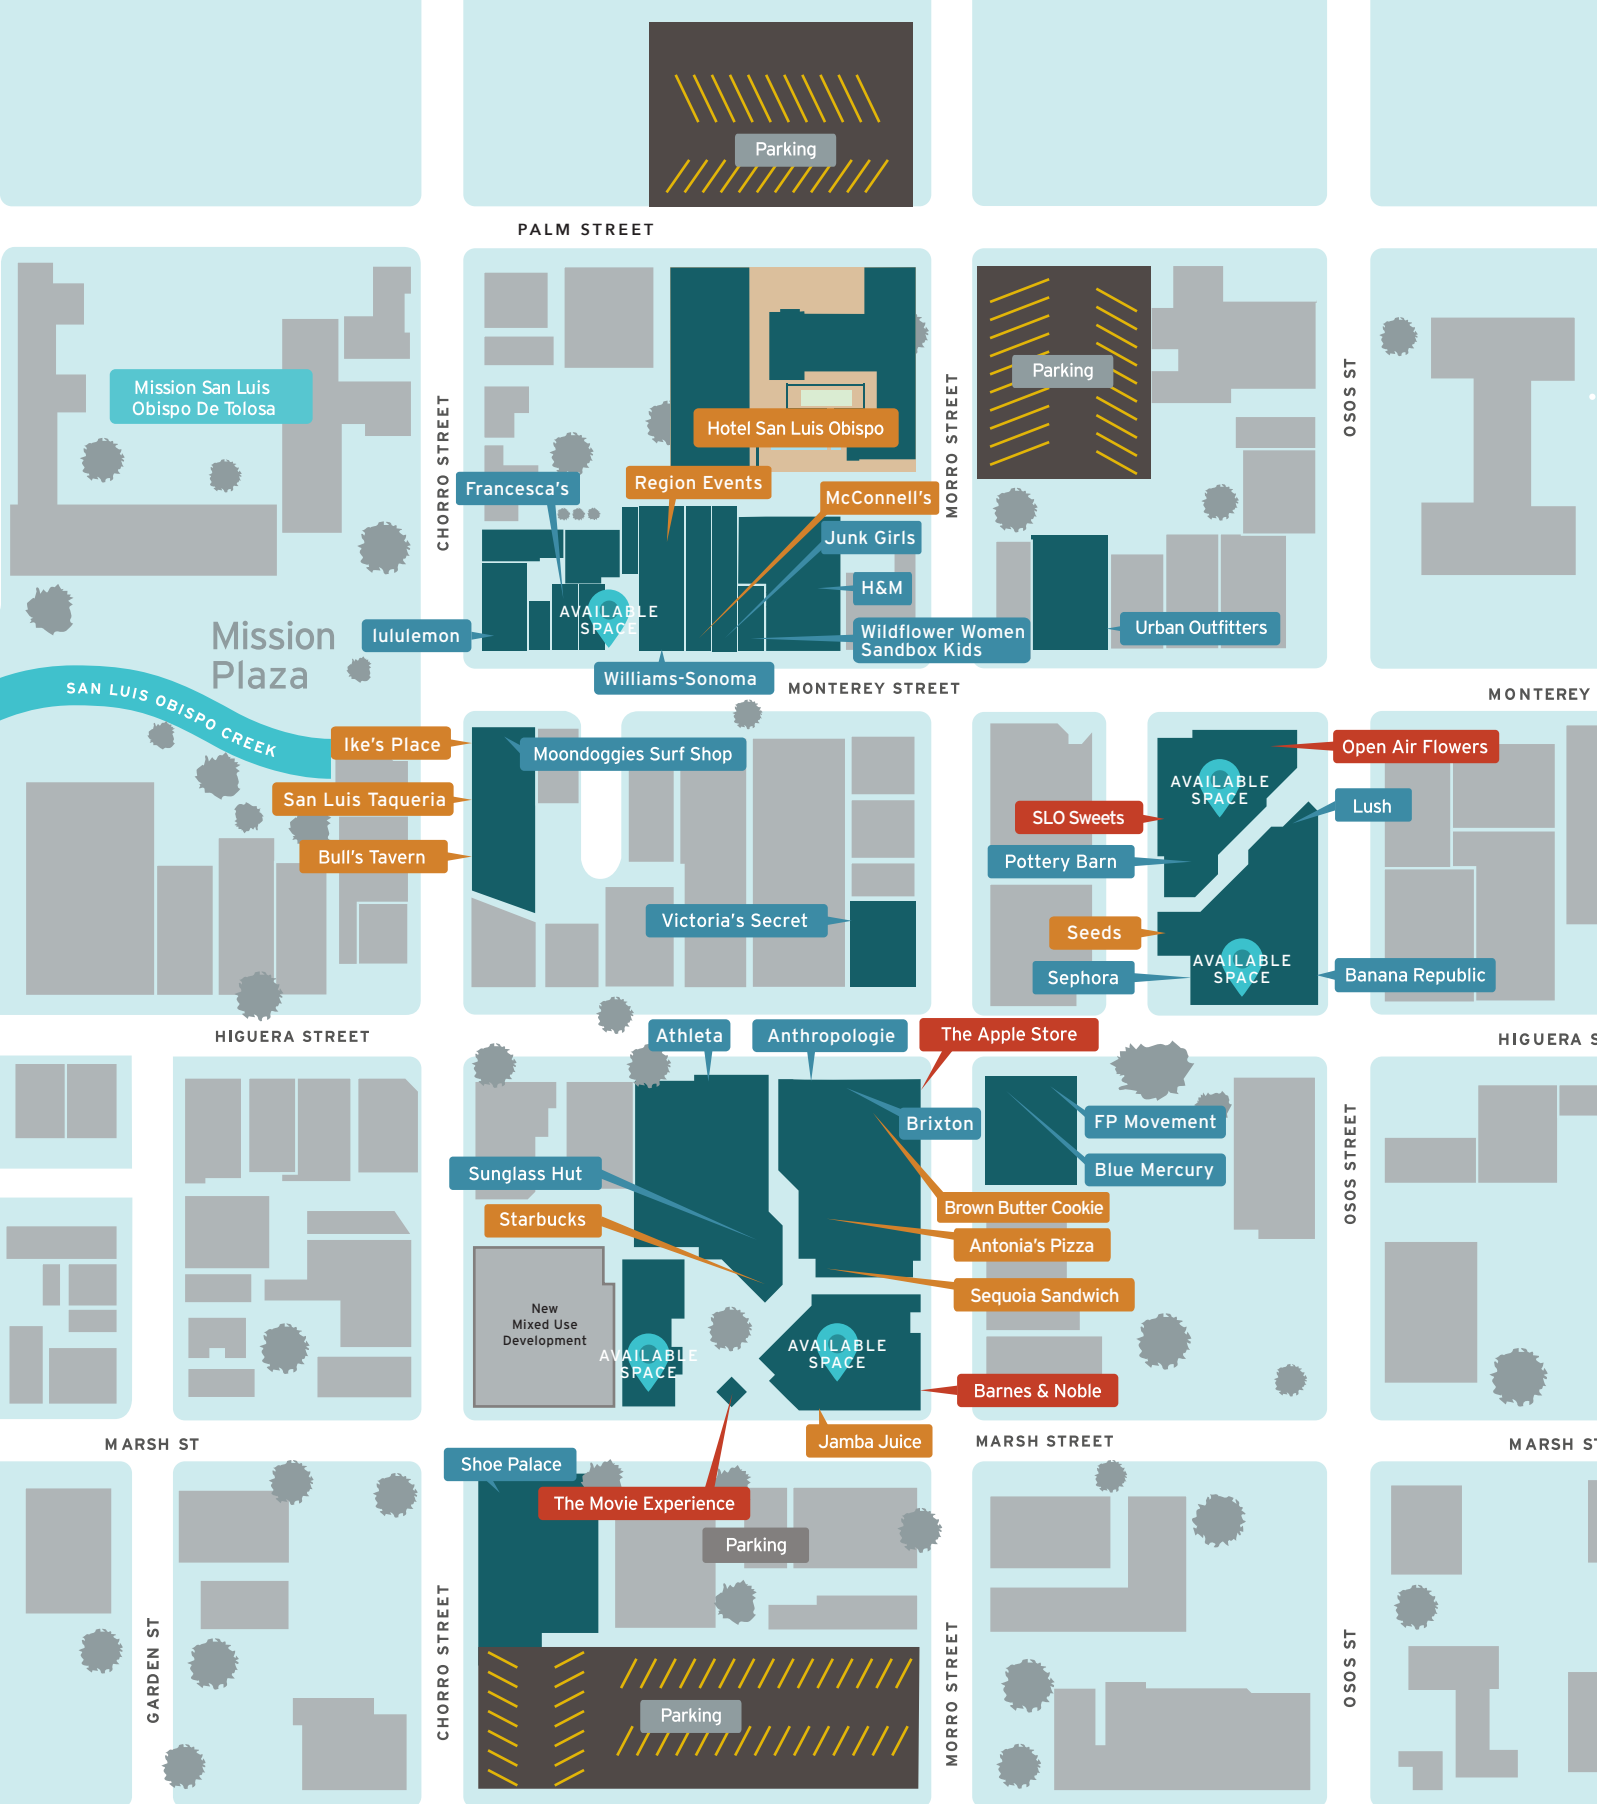 Parking
PALM STREET
Parking
Mission San Luis
Obispo De Tolosa
CHORRO STREET
MORRO STREET
OSOS ST
Hotel San Luis Obispo
Francesca's
Region Events
McConnell's
Junk Girls
H&M
AVAILABLE
SPACE
lululemon
Wildflower Women
Sandbox Kids
Urban Outfitters
Williams-Sonoma
Mission
Plaza
SAN LUIS OBISPO CREEK
MONTEREY STREET
MONTEREY
Ike's Place
Moondoggies Surf Shop
San Luis Taqueria
Bull's Tavern
Victoria's Secret
Open Air Flowers
AVAILABLE
SPACE
Lush
SLO Sweets
Pottery Barn
Seeds
AVAILABLE
SPACE
Sephora
Banana Republic
HIGUERA STREET
HIGUERA S
Athleta
Anthropologie
The Apple Store
Brixton
FP Movement
Blue Mercury
Sunglass Hut
Starbucks
Brown Butter Cookie
Antonia's Pizza
Sequoia Sandwich
OSOS STREET
New
Mixed Use
Development
AVAILABLE
SPACE
AVAILABLE
SPACE
Barnes & Noble
Jamba Juice
MARSH ST
MARSH STREET
MARSH ST
Shoe Palace
The Movie Experience
Parking
GARDEN ST
CHORRO STREET
MORRO STREET
OSOS ST
Parking